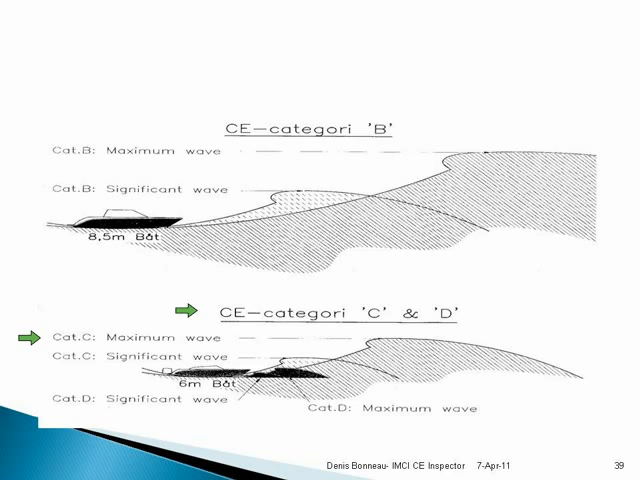 CE-categori 'B'
Cat.B: Maximum wave
Cat.B: Significant wave
8,5m Båt
CE-categori 'C' & 'D'
Cat.C: Maximum wave
Cat.C: Significant wave
6m Båt
Cat.D: Significant wave
Cat.D: Maximum wave
Denis Bonneau- IMCI CE Inspector 7-Apr-11 39